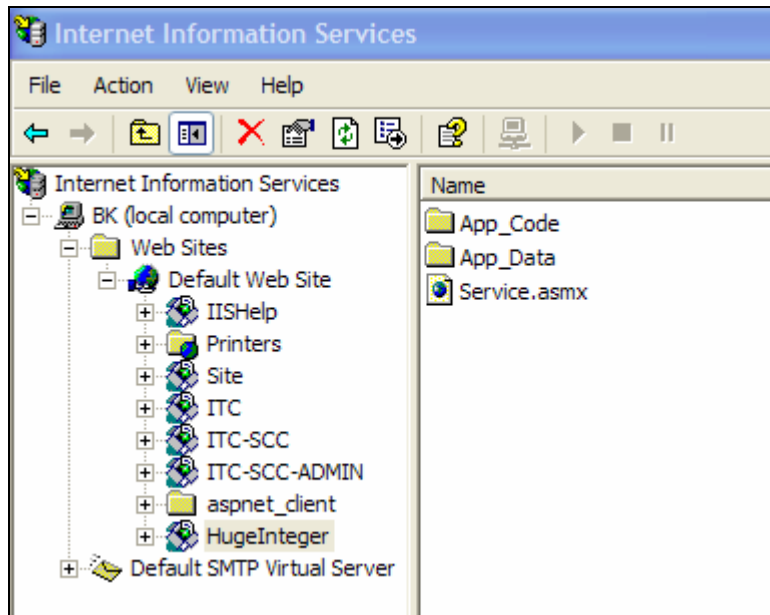 Internet Information Services
File Action View Help
Internet Information Services
BK (local computer)
Web Sites
Default Web Site
IISHelp
Printers
Site
ITC
ITC-SCC
ITC-SCC-ADMIN
aspnet_client
HugeInteger
Default SMTP Virtual Server
Name
App_Code
App_Data
Service.asmx